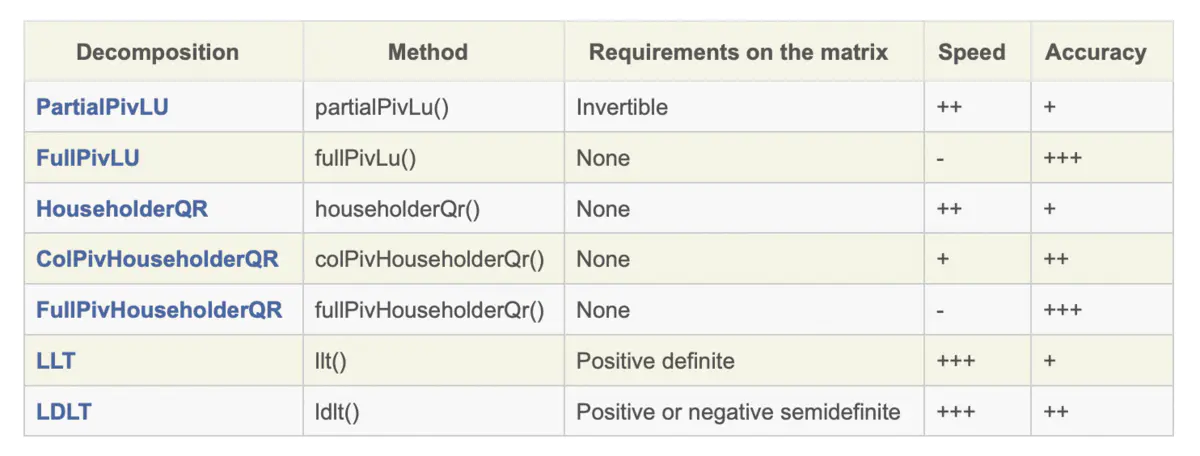 Decomposition Method Requirements on the matrix Speed Accuracy
PartialPivLU partialPivLu() Invertible ++ +
FullPivLU fullPivLu() None - +++
HouseholderQR householderQr() None ++ +
ColPivHouseholderQR colPivHouseholderQr() None + ++
FullPivHouseholderQR fullPivHouseholderQr() None - +++
LLT llt() Positive definite +++ +
LDLT ldlt() Positive or negative semidefinite +++ ++